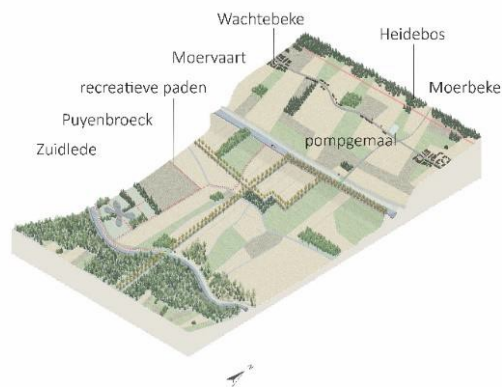 Wachtebeke
Heidebos
Moervaart
Moerbeke
recreatieve paden
Puyenbroeck
pompgemaal
Zuidlede